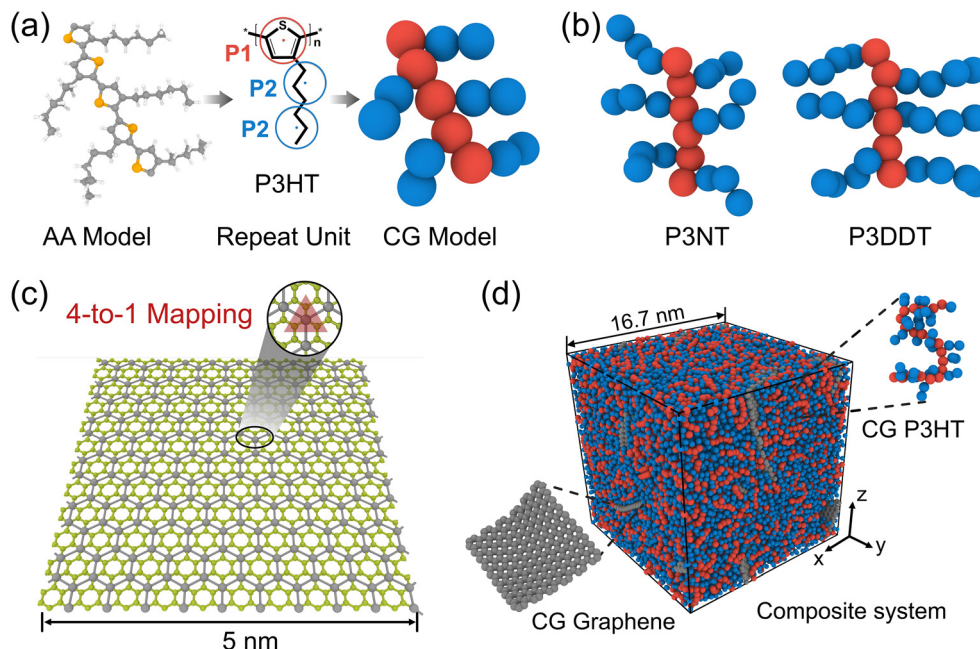 (a)
S
n
P1
P2
P2
P3HT
AA Model
Repeat Unit
CG Model
(b)
P3NT
P3DDT
(c)
4-to-1 Mapping
5 nm
(d)
16.7 nm
CG P3HT
z
x
y
CG Graphene
Composite system